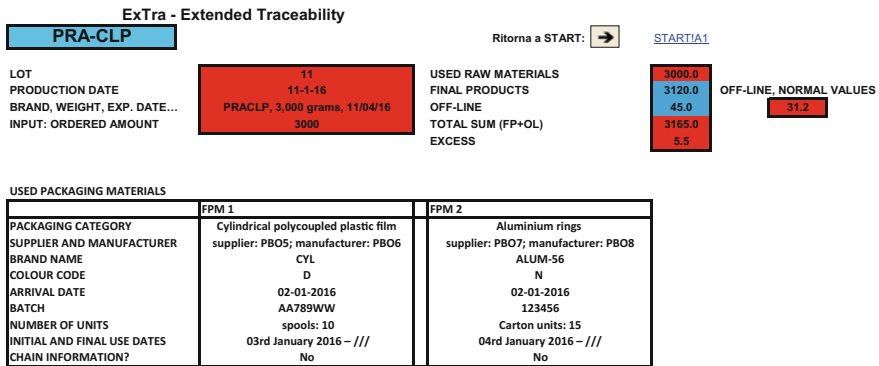 ExTra - Extended Traceability
PRA-CLP
Ritorna a START:
START!A1
LOT 11 USED RAW MATERIALS 3000.0
PRODUCTION DATE 11-1-16 FINAL PRODUCTS 3120.0 OFF-LINE, NORMAL VALUES
BRAND, WEIGHT, EXP. DATE... PRACLP, 3,000 grams, 11/04/16 OFF-LINE 45.0 31.2
INPUT: ORDERED AMOUNT 3000 TOTAL SUM (FP+OL) 3165.0
EXCESS 5.5
USED PACKAGING MATERIALS
FPM 1 FPM 2
PACKAGING CATEGORY Cylindrical polycoupled plastic film Aluminium rings
SUPPLIER AND MANUFACTURER supplier: PBO5; manufacturer: PBO6 supplier: PBO7; manufacturer: PBO8
BRAND NAME CYL ALUM-56
COLOUR CODE D N
ARRIVAL DATE 02-01-2016 02-01-2016
BATCH AA789WW 123456
NUMBER OF UNITS spools: 10 Carton units: 15
INITIAL AND FINAL USE DATES 03rd January 2016 – /// 04rd January 2016 – ///
CHAIN INFORMATION? No No